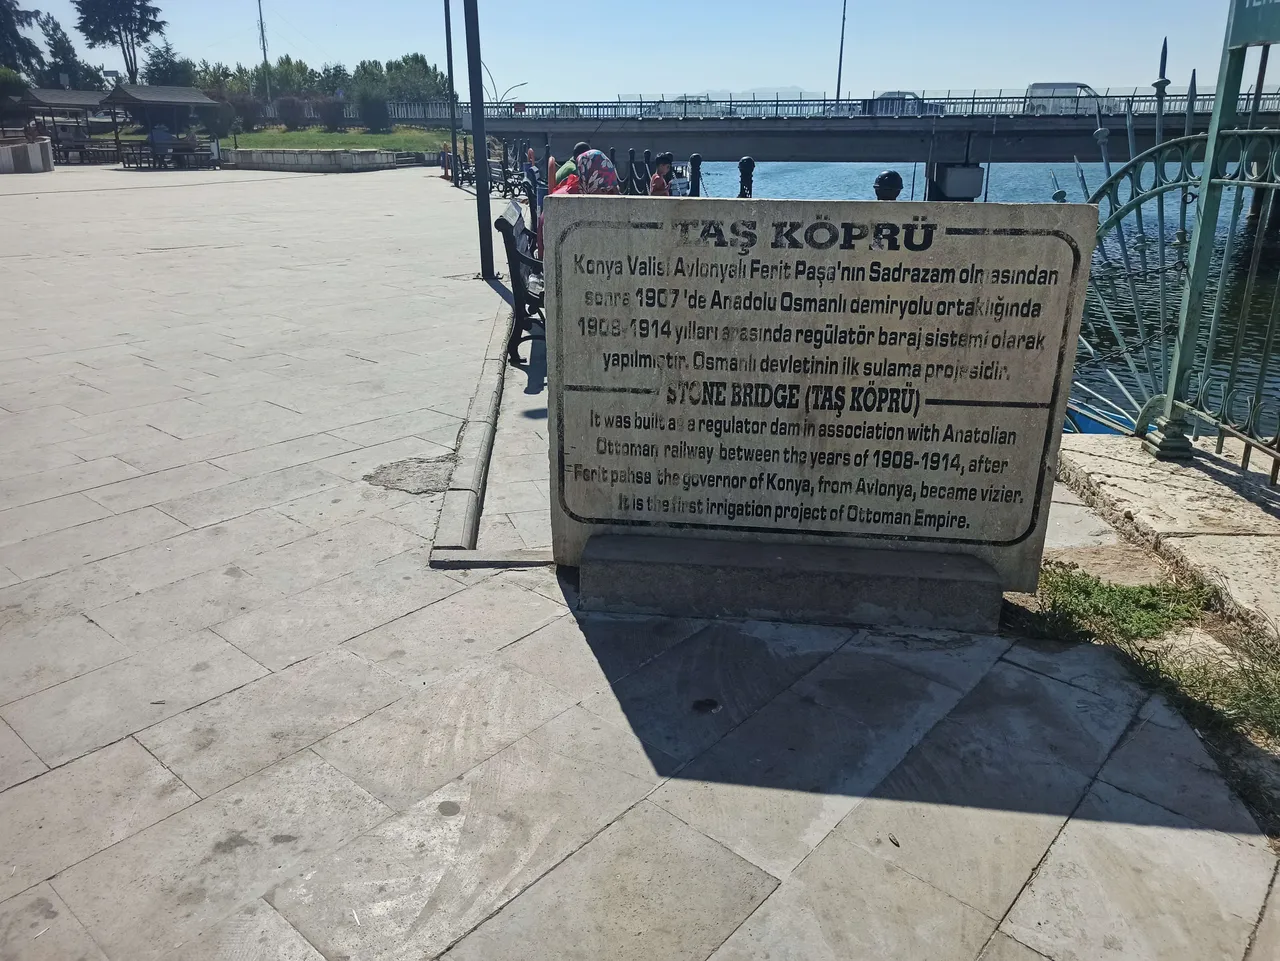 TAŞ KÖPRÜ
Konya Valisi Avlonyalı Ferit Paşa'nın Sadrazam olmasından
sonra 1907 'de Anadolu Osmanlı demiryolu ortaklığında
1908-1914 yılları arasında regülatör baraj sistemi olarak
yapılmıştır. Osmanlı devletinin ilk sulama projesidir.
STONE BRIDGE (TAŞ KÖPRÜ)
It was built as a regulator dam in association with Anatolian
Ottoman railway between the years of 1908-1914, after
Ferit pahsa the governor of Konya, from Avlonya, became vizier.
It is the first irrigation project of Ottoman Empire.